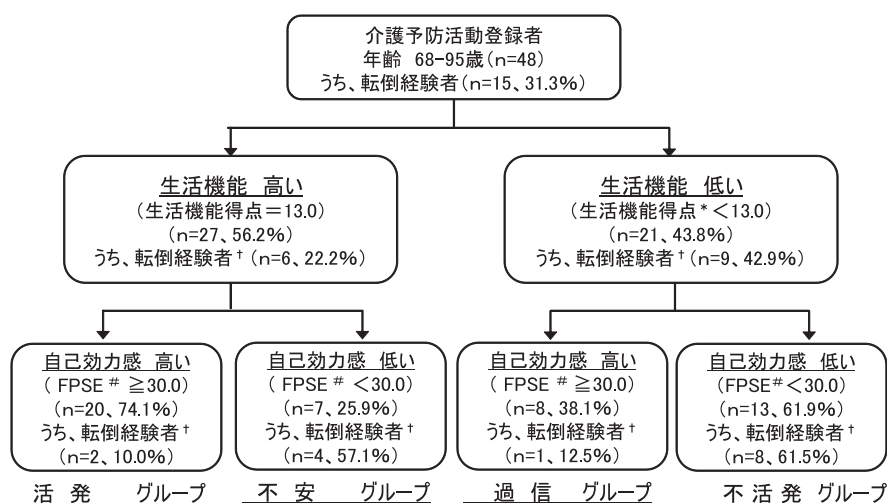 介護予防活動登録者
年齢 68-95歳(n=48)
うち、転倒経験者(n=15、31.3%)
生活機能 高い
(生活機能得点＝13.0)
(n=27、56.2%)
うち、転倒経験者†(n=6、22.2%)
生活機能 低い
(生活機能得点*＜13.0)
(n=21、43.8%)
うち、転倒経験者†(n=9、42.9%)
自己効力感 高い
( FPSE # ≧30.0)
(n=20、74.1%)
うち、転倒経験者†
(n=2、10.0%)
自己効力感 低い
( FPSE # ＜30.0)
(n=7、25.9%)
うち、転倒経験者†
(n=4、57.1%)
自己効力感 高い
( FPSE # ≧30.0)
(n=8、38.1%)
うち、転倒経験者†
(n=1、12.5%)
自己効力感 低い
(FPSE#＜30.0)
(n=13、61.9%)
うち、転倒経験者†
(n=8、61.5%)
活 発 グループ
不 安 グループ
過 信 グループ
不 活 発 グループ